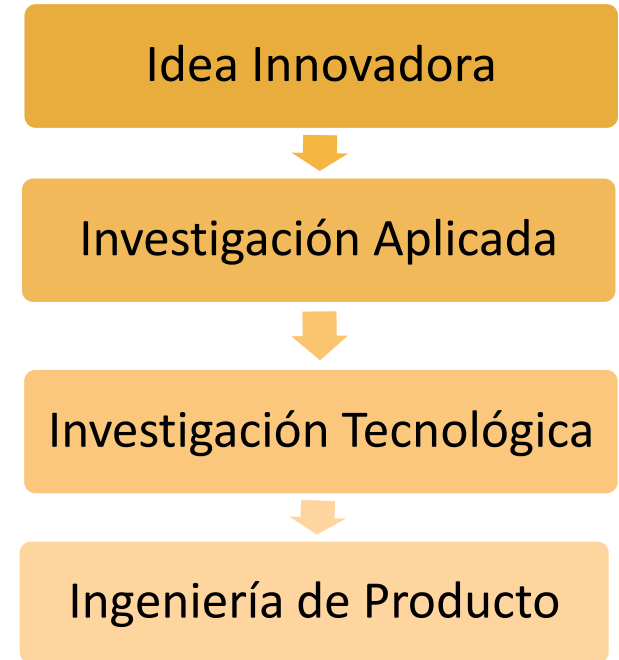 Idea Innovadora
Investigación Aplicada
Investigación Tecnológica
Ingeniería de Producto